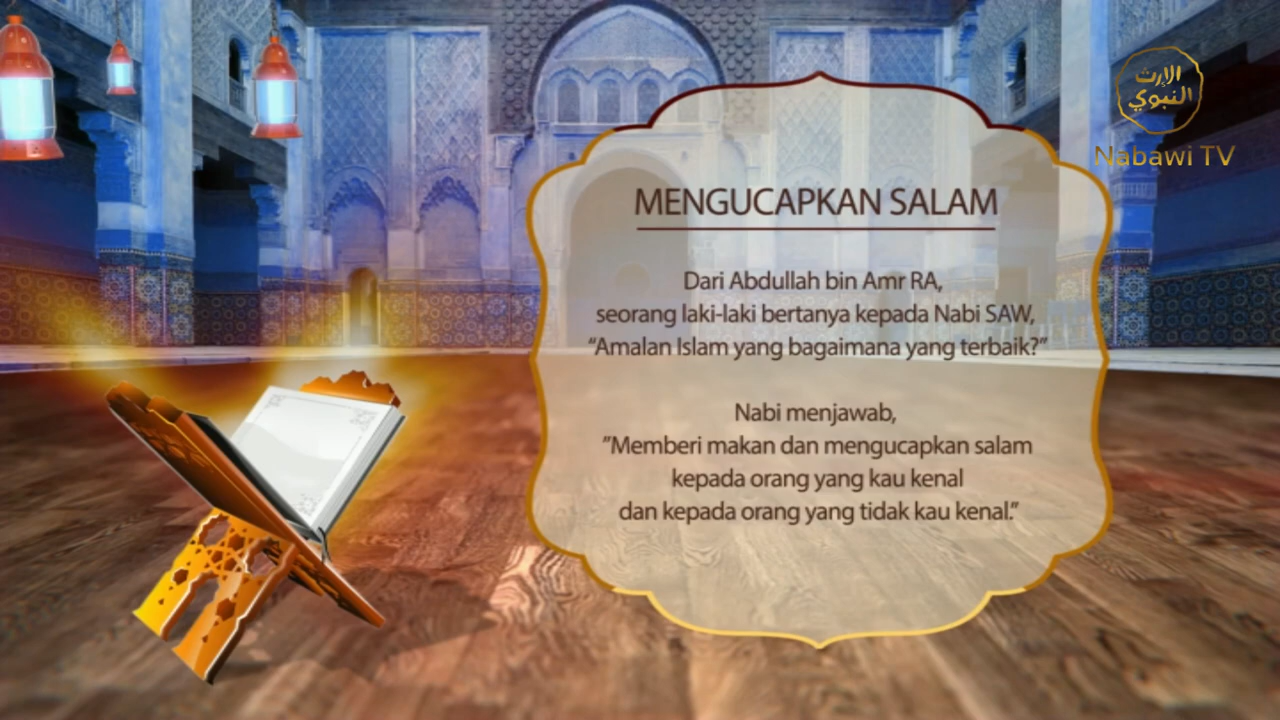 الإرث
النبوي
Nabawi TV
MENGUCAPKAN SALAM
Dari Abdullah bin Amr RA,
seorang laki-laki bertanya kepada Nabi SAW,
“Amalan Islam yang bagaimana yang terbaik?”
Nabi menjawab,
”Memberi makan dan mengucapkan salam
kepada orang yang kau kenal
dan kepada orang yang tidak kau kenal.”